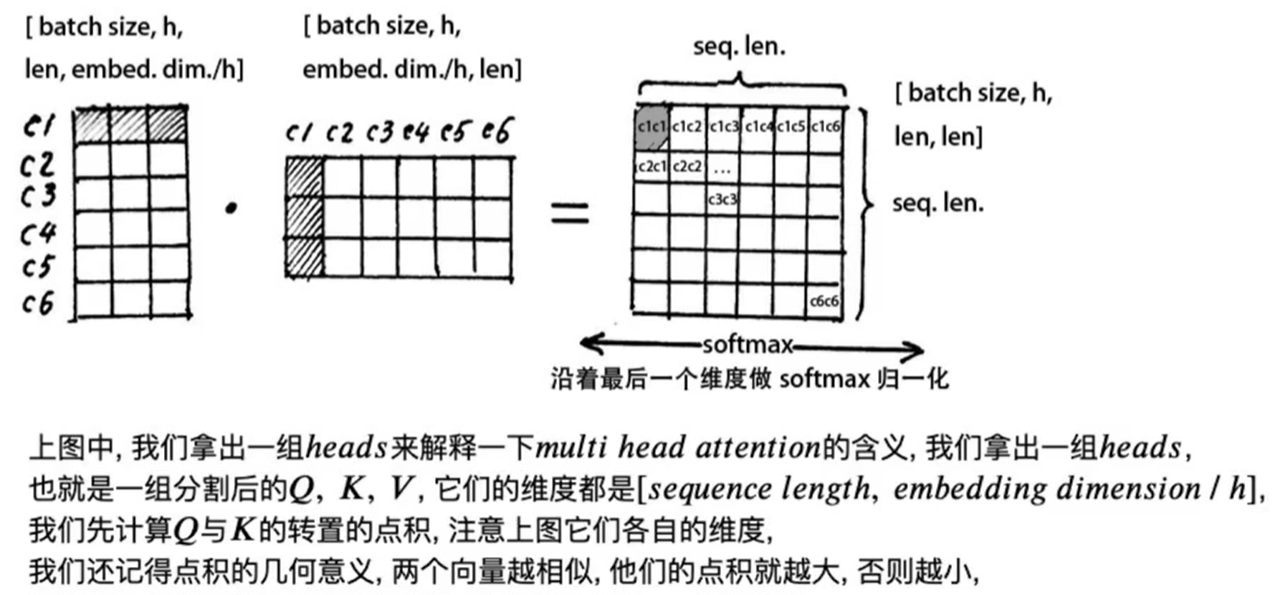 [ batch size, h,
len, embed. dim./h]
[ batch size, h,
embed. dim./h, len]
seq. len.
[ batch size, h,
len, len]
seq. len.
c1
c2
c3
c4
c5
c6
c1 c2 c3 c4 c5 c6
c1c1 c1c2 c1c3 c1c4 c1c5 c1c6
c2c1 c2c2 ...
c3c3
c6c6
softmax
沿着最后一个维度做 softmax 归一化
上图中, 我们拿出一组heads来解释一下multi head attention的含义, 我们拿出一组heads,
也就是一组分割后的Q, K, V, 它们的维度都是[sequence length, embedding dimension / h],
我们先计算Q与K的转置的点积, 注意上图它们各自的维度,
我们还记得点积的几何意义, 两个向量越相似, 他们的点积就越大, 否则越小,